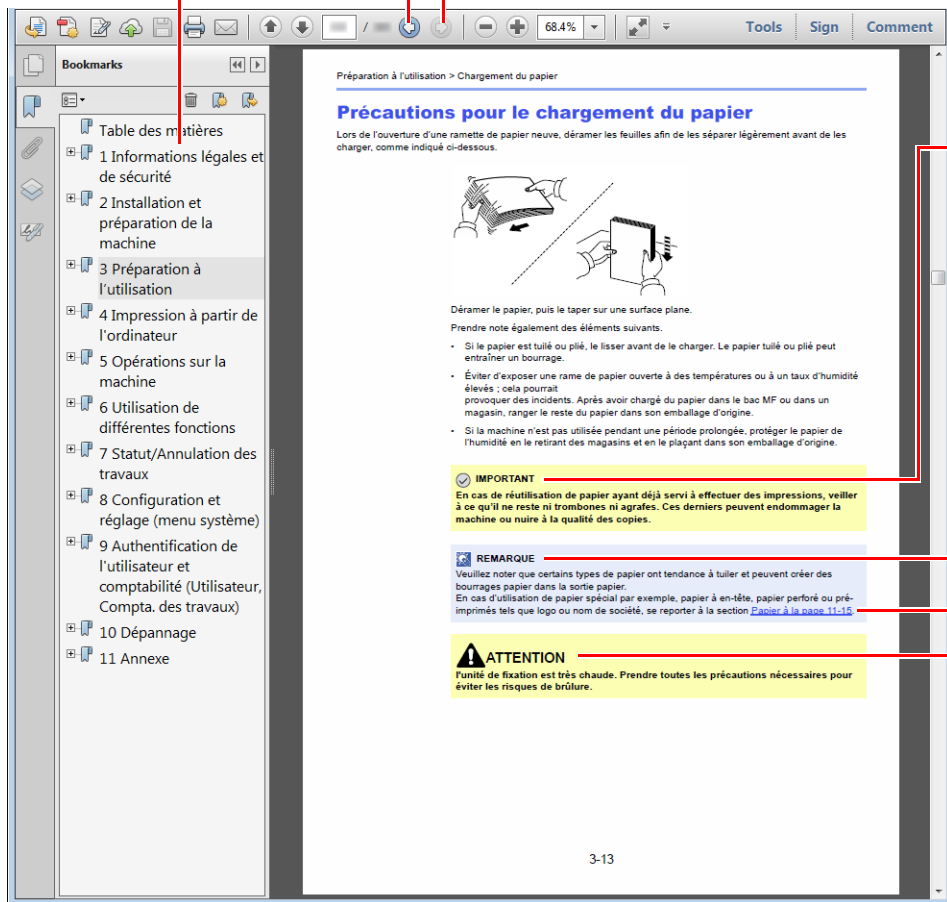 /
68.4%
Tools
Sign
Comment
Bookmarks
Table des matières
1 Informations légales et
de sécurité
2 Installation et
préparation de la
machine
3 Préparation à
l'utilisation
4 Impression à partir de
l'ordinateur
5 Opérations sur la
machine
6 Utilisation de
différentes fonctions
7 Statut/Annulation des
travaux
8 Configuration et
réglage (menu système)
9 Authentification de
l'utilisateur et
comptabilité (Utilisateur,
Compta. des travaux)
10 Dépannage
11 Annexe
Préparation à l'utilisation > Chargement du papier
Précautions pour le chargement du papier
Lors de l'ouverture d'une ramette de papier neuve, déramer les feuilles afin de les séparer légèrement avant de les
charger, comme indiqué ci-dessous.
Déramer le papier, puis le taper sur une surface plane.
Prendre note également des éléments suivants.
• Si le papier est tuilé ou plié, le lisser avant de le charger. Le papier tuilé ou plié peut
entraîner un bourrage.
• Éviter d'exposer une rame de papier ouverte à des températures ou à un taux d'humidité
élevés ; cela pourrait
provoquer des incidents. Après avoir chargé du papier dans le bac MF ou dans un
magasin, ranger le reste du papier dans son emballage d'origine.
• Si la machine n'est pas utilisée pendant une période prolongée, protéger le papier de
l'humidité en le retirant des magasins et en le plaçant dans son emballage d'origine.
IMPORTANT
En cas de réutilisation de papier ayant déjà servi à effectuer des impressions, veiller
à ce qu'il ne reste ni trombones ni agrafes. Ces derniers peuvent endommager la
machine ou nuire à la qualité des copies.
REMARQUE
Veuillez noter que certains types de papier ont tendance à tuiler et peuvent créer des
bourrages papier dans la sortie papier.
En cas d'utilisation de papier spécial par exemple, papier à en-tête, papier perforé ou pré-
imprimés tels que logo ou nom de société, se reporter à la section Papier à la page 11-15.
ATTENTION
l'unité de fixation est très chaude. Prendre toutes les précautions nécessaires pour
éviter les risques de brûlure.
3-13